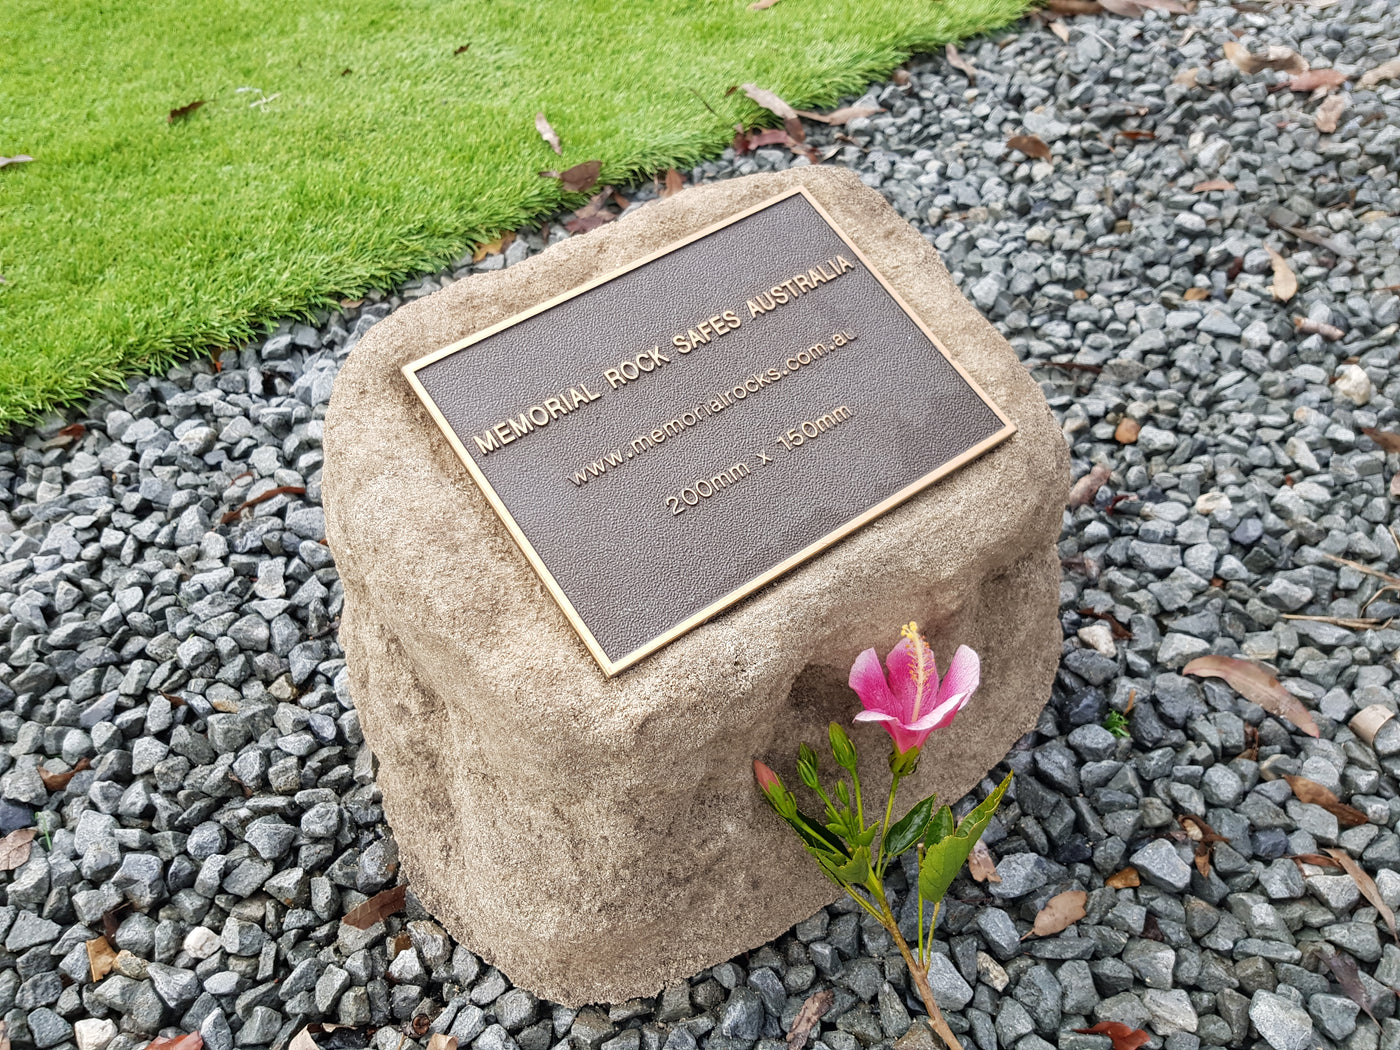 MEMORIAL ROCK SAFES AUSTRALIA
www.memorialrocks.com.au
200mm x 150mm